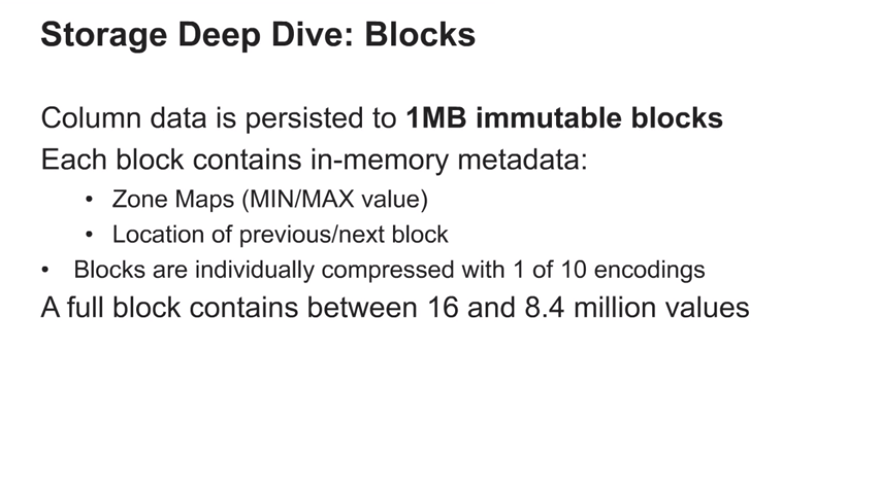 Storage Deep Dive: Blocks
Column data is persisted to 1MB immutable blocks
Each block contains in-memory metadata:
• Zone Maps (MIN/MAX value)
• Location of previous/next block
• Blocks are individually compressed with 1 of 10 encodings
A full block contains between 16 and 8.4 million values